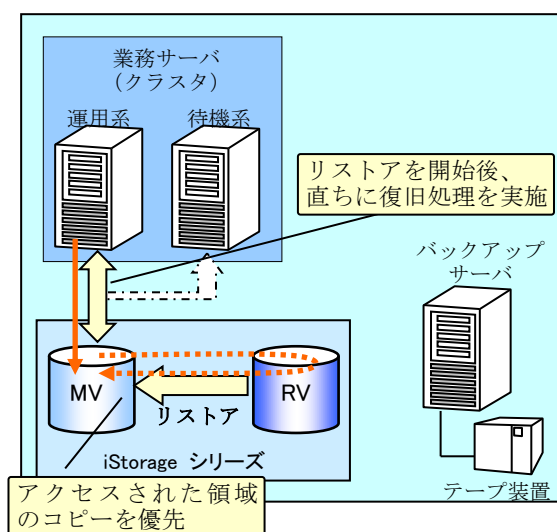 業務サーバ
(クラスタ)
運用系
待機系
リストアを開始後、
直ちに復旧処理を実施
バックアップ
サーバ
MV
リストア
RV
iStorage シリーズ
アクセスされた領域
のコピーを優先
テープ装置